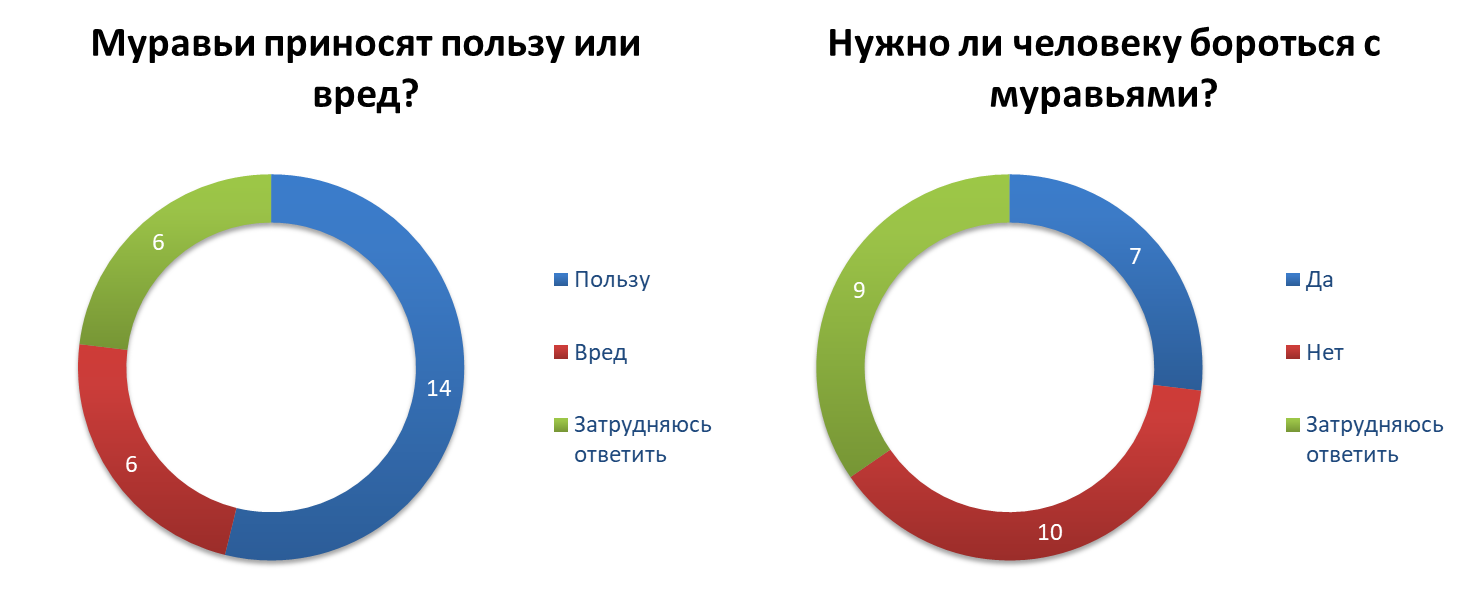 Муравьи приносят пользу или
вред?
6
14
6
Пользу
Вред
Затрудняюсь
ответить
Нужно ли человеку бороться с
муравьями?
7
9
10
Да
Нет
Затрудняюсь
ответить